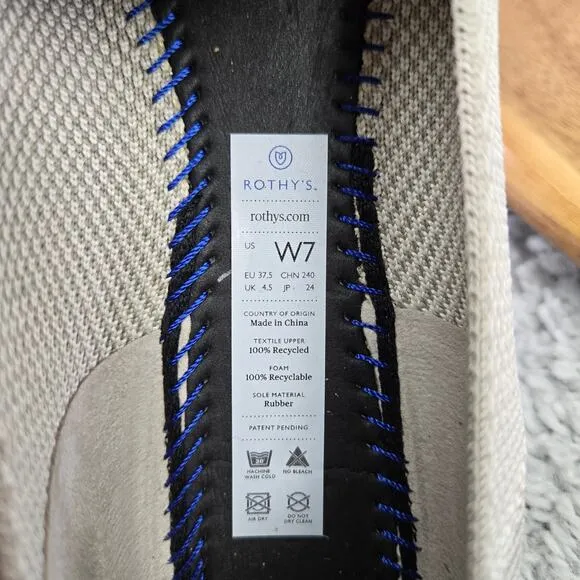 ROTHY'S™
rothys.com
US W7
EU 37.5 CHN 240
UK 4.5 JP 24
COUNTRY OF ORIGIN
Made in China
TEXTILE UPPER
100% Recycled
FOAM
100% Recyclable
SOLE MATERIAL
Rubber
PATENT PENDING
30°
MACHINE WASH COLD
NO BLEACH
AIR DRY
DO NOT DRY CLEAN